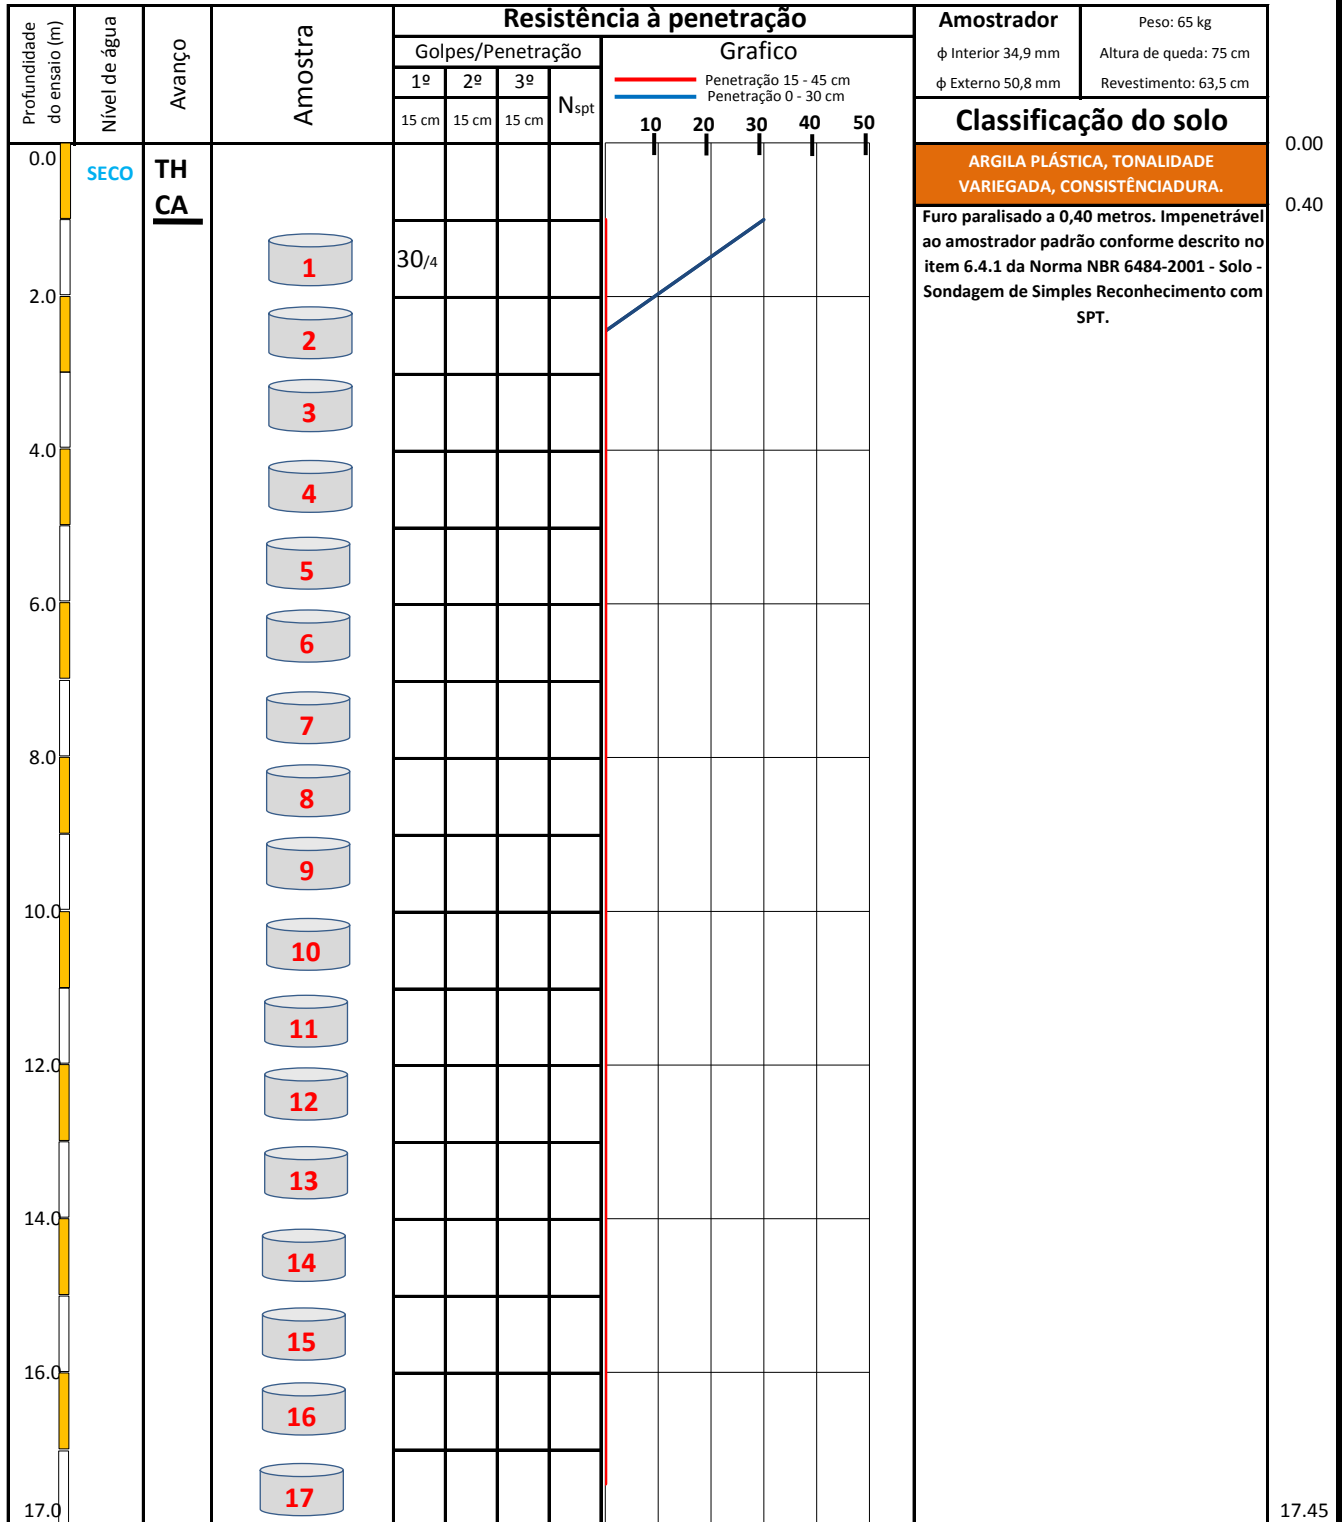 Profundidade do ensaio (m)
Nível de água
Avanço
Amostra
Resistência à penetração
Golpes/Penetração
1º 2º 3º
15 cm 15 cm 15 cm
Nspt
Grafico
Penetração 15 - 45 cm
Penetração 0 - 30 cm
10 20 30 40 50
Amostrador
ϕ Interior 34,9 mm
ϕ Externo 50,8 mm
Peso: 65 kg
Altura de queda: 75 cm
Revestimento: 63,5 cm
Classificação do solo
0.0
SECO
TH
CA
ARGILA PLÁSTICA, TONALIDADE
VARIEGADA, CONSISTÊNCIADURA.
0.00
0.40
Furo paralisado a 0,40 metros. Impenetrável
ao amostrador padrão conforme descrito no
item 6.4.1 da Norma NBR 6484-2001 - Solo -
Sondagem de Simples Reconhecimento com
SPT.
1
30/4
2.0
2
3
4.0
4
5
6.0
6
7
8.0
8
9
10.0
10
11
12.0
12
13
14.0
14
15
16.0
16
17
17.0
17.45